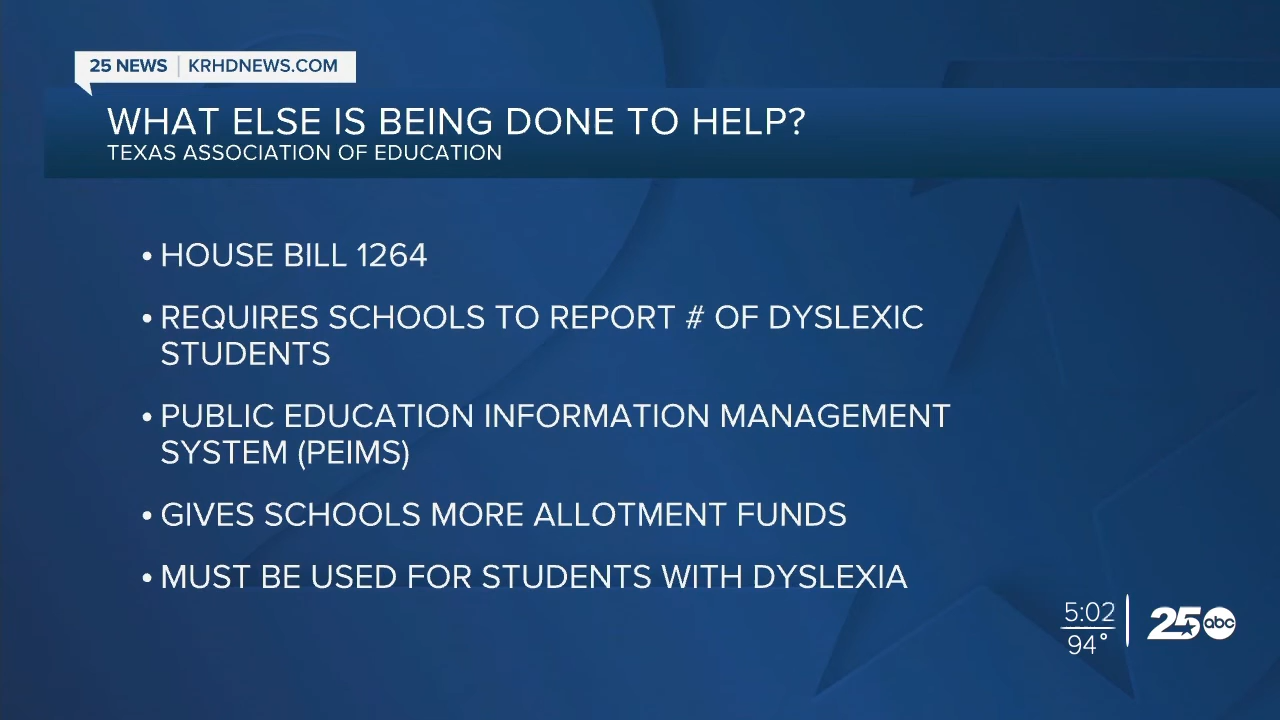 25 NEWS | KRHDNEWS.COM
WHAT ELSE IS BEING DONE TO HELP?
TEXAS ASSOCIATION OF EDUCATION
• HOUSE BILL 1264
• REQUIRES SCHOOLS TO REPORT # OF DYSLEXIC
STUDENTS
• PUBLIC EDUCATION INFORMATION MANAGEMENT
SYSTEM (PEIMS)
• GIVES SCHOOLS MORE ALLOTMENT FUNDS
• MUST BE USED FOR STUDENTS WITH DYSLEXIA
5:02
94°
25 abc